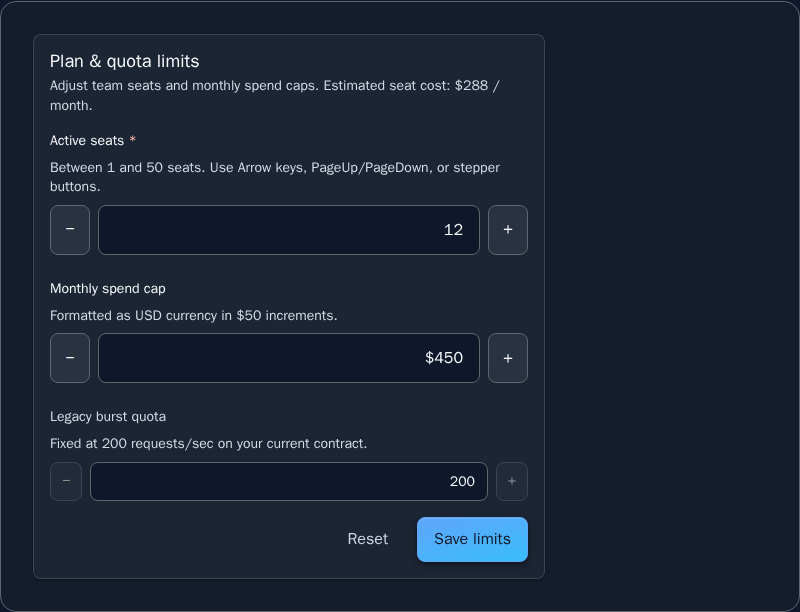 Plan & quota limits
Adjust team seats and monthly spend caps. Estimated seat cost: $288 /
month.
Active seats *
Between 1 and 50 seats. Use Arrow keys, PageUp/PageDown, or stepper
buttons.
− 12 +
Monthly spend cap
Formatted as USD currency in $50 increments.
− $450 +
Legacy burst quota
Fixed at 200 requests/sec on your current contract.
− 200 +
Reset Save limits